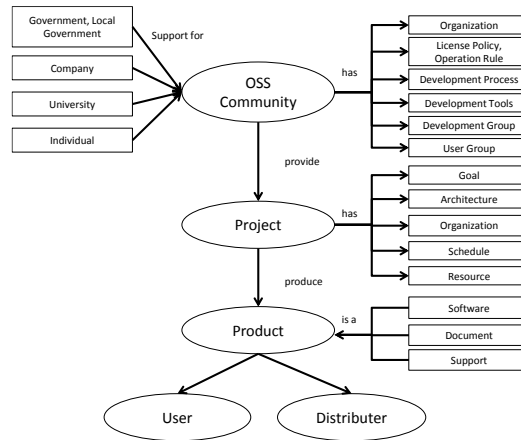 Government, Local
Government
Support for
Company
University
Individual
OSS
Community
has
Organization
License Policy,
Operation Rule
Development Process
Development Tools
Development Group
User Group
provide
Project
has
Goal
Architecture
Organization
Schedule
Resource
produce
Product
is a
Software
Document
Support
User
Distributer